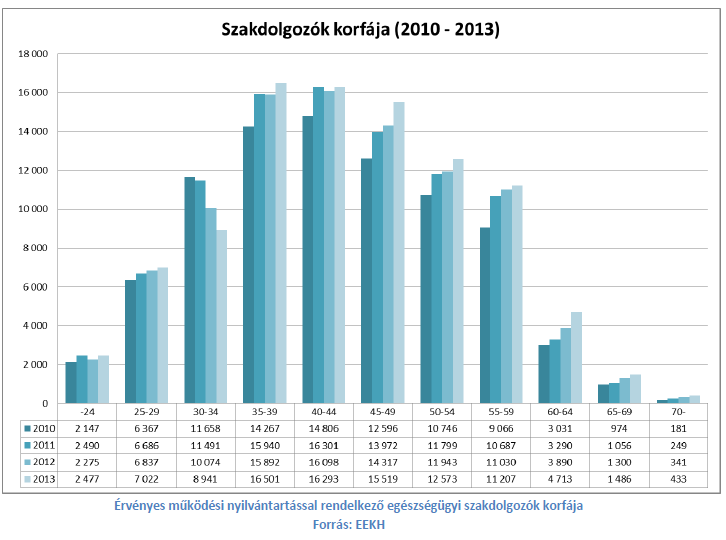 Szakdolgozók korfája (2010 - 2013)
18 000
16 000
14 000
12 000
10 000
8 000
6 000
4 000
2 000
0
-24 25-29 30-34 35-39 40-44 45-49 50-54 55-59 60-64 65-69 70-
2010 2 147 6 367 11 658 14 267 14 806 12 596 10 746 9 066 3 031 974 181
2011 2 490 6 686 11 491 15 940 16 301 13 972 11 799 10 687 3 290 1 056 249
2012 2 275 6 837 10 074 15 892 16 098 14 317 11 943 11 030 3 890 1 300 341
2013 2 477 7 022 8 941 16 501 16 293 15 519 12 573 11 207 4 713 1 486 433
Érvényes működési nyilvántartással rendelkező egészségügyi szakdolgozók korfája
Forrás: EEKH